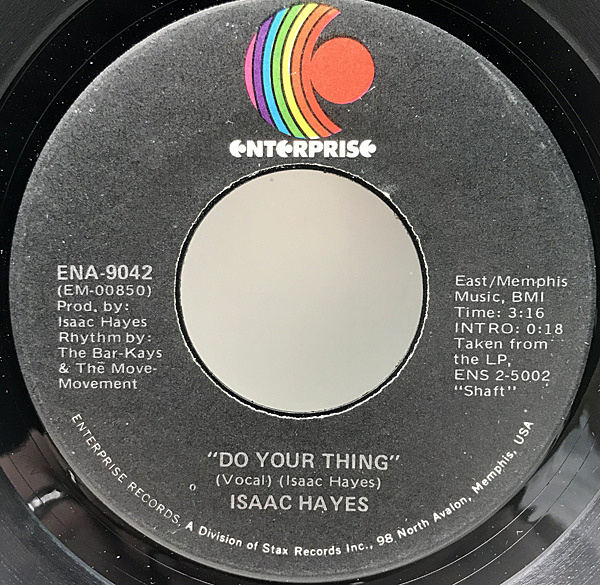 ENTERPRISE
ENA-9042
(EM-00850)
Prod. by:
Isaac Hayes
Rhythm by:
The Bar-Kays
& The Move-
Movement
East/Memphis
Music, BMI
Time: 3:16
INTRO: 0:18
Taken from
the LP,
ENS 2-5002
"Shaft"
"DO YOUR THING"
(Vocal) (Isaac Hayes)
ISAAC HAYES
ENTERPRISE RECORDS, A Division of Stax Records Inc., 98 North Avalon, Memphis, USA